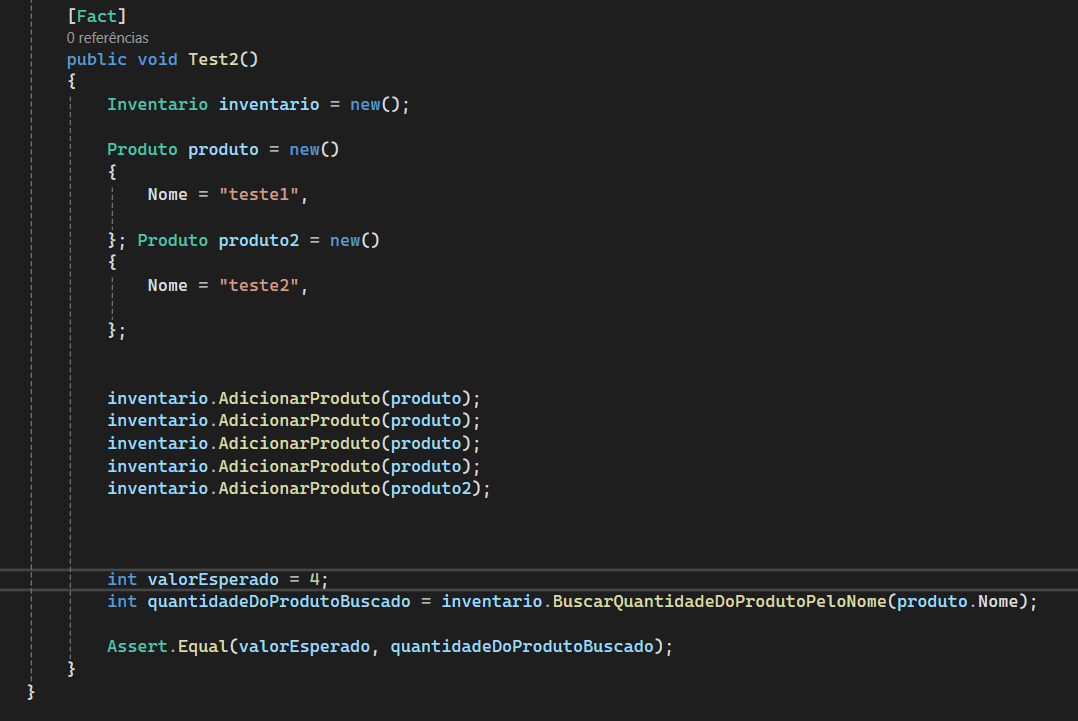 [Fact]
0 referências
public void Test2()
{
Inventario inventario = new();
Produto produto = new()
{
Nome = "teste1",
}; Produto produto2 = new()
{
Nome = "teste2",
};
inventario.AdicionarProduto(produto);
inventario.AdicionarProduto(produto);
inventario.AdicionarProduto(produto);
inventario.AdicionarProduto(produto);
inventario.AdicionarProduto(produto2);
int valorEsperado = 4;
int quantidadeDoProdutoBuscado = inventario.BuscarQuantidadeDoProdutoPeloNome(produto.Nome);
Assert.Equal(valorEsperado, quantidadeDoProdutoBuscado);
}
}